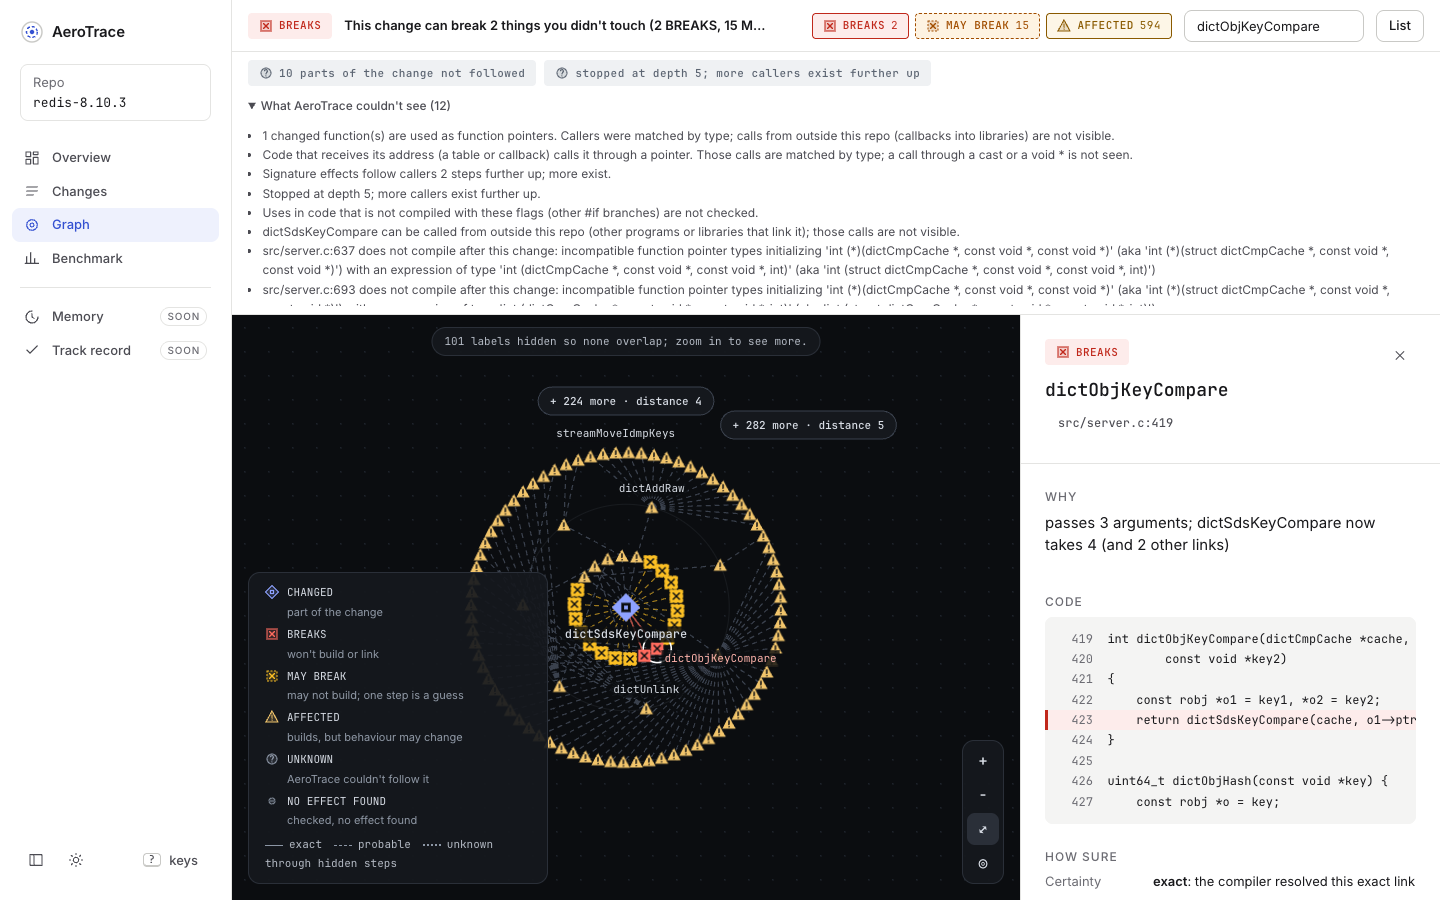 AeroTrace
Repo
redis-8.10.3
Overview
Changes
Graph
Benchmark
Memory
SOON
Track record
SOON
? keys
BREAKS
This change can break 2 things you didn't touch (2 BREAKS, 15 M...
BREAKS 2
MAY BREAK 15
AFFECTED 594
dictObjKeyCompare
List
10 parts of the change not followed
stopped at depth 5; more callers exist further up
▼ What AeroTrace couldn't see (12)
• 1 changed function(s) are used as function pointers. Callers were matched by type; calls from outside this repo (callbacks into libraries) are not visible.
• Code that receives its address (a table or callback) calls it through a pointer. Those calls are matched by type; a call through a cast or a void * is not seen.
• Signature effects follow callers 2 steps further up; more exist.
• Stopped at depth 5; more callers exist further up.
• Uses in code that is not compiled with these flags (other #if branches) are not checked.
• dictSdsKeyCompare can be called from outside this repo (other programs or libraries that link it); those calls are not visible.
• src/server.c:637 does not compile after this change: incompatible function pointer types initializing 'int (*)(dictCmpCache *, const void *, const void *)' (aka 'int (*)(struct dictCmpCache *, const void *,
const void *)') with an expression of type 'int (dictCmpCache *, const void *, const void *, int)' (aka 'int (struct dictCmpCache *, const void *, const void *, int)')
• src/server.c:693 does not compile after this change: incompatible function pointer types initializing 'int (*)(dictCmpCache *, const void *, const void *)' (aka 'int (*)(struct dictCmpCache *, const void *,
101 labels hidden so none overlap; zoom in to see more.
+ 224 more · distance 4
+ 282 more · distance 5
streamMoveIdmpKeys
dictAddRaw
dictSdsKeyCompare
dictObjKeyCompare
dictUnlink
CHANGED
part of the change
BREAKS
won't build or link
MAY BREAK
may not build; one step is a guess
AFFECTED
builds, but behaviour may change
UNKNOWN
AeroTrace couldn't follow it
NO EFFECT FOUND
checked, no effect found
exact probable unknown
through hidden steps
+
-
BREAKS
dictObjKeyCompare
src/server.c:419
WHY
passes 3 arguments; dictSdsKeyCompare now
takes 4 (and 2 other links)
CODE
419 int dictObjKeyCompare(dictCmpCache *cache,
420 const void *key2)
421 {
422 const robj *o1 = key1, *o2 = key2;
423 return dictSdsKeyCompare(cache, o1->ptr
424 }
425
426 uint64_t dictObjHash(const void *key) {
427 const robj *o = key;
HOW SURE
Certainty exact: the compiler resolved this exact link